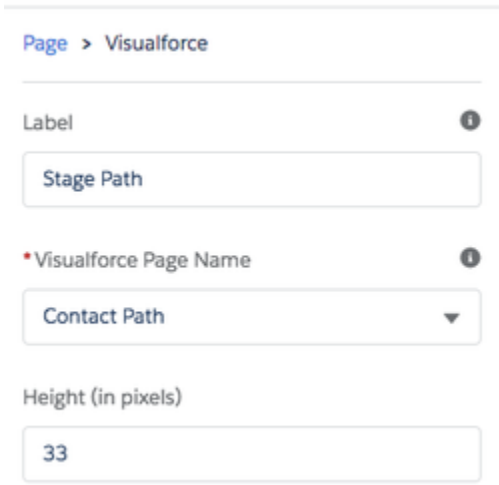 Page > Visualforce
Label
Stage Path
*Visualforce Page Name
Contact Path
Height (in pixels)
33